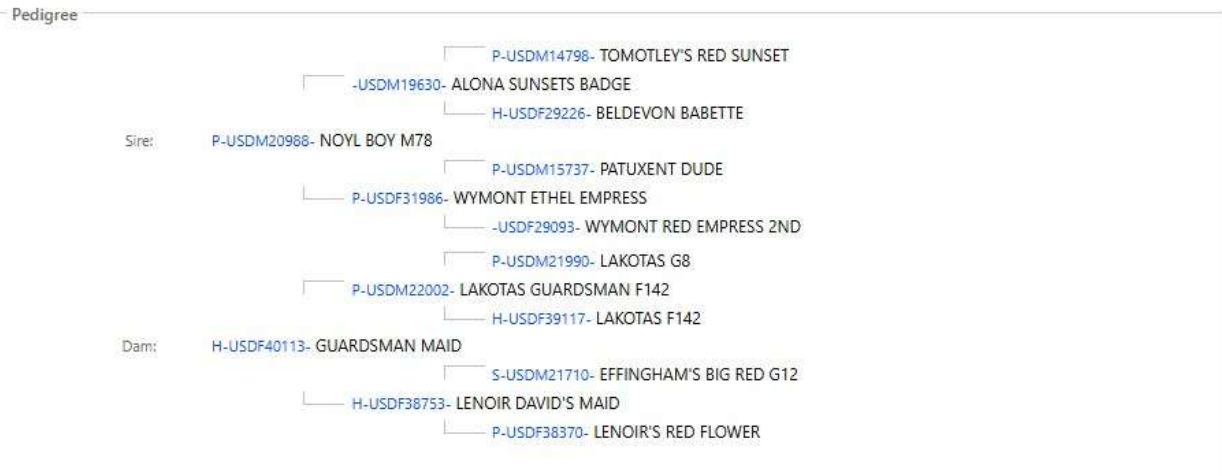 Pedigree
P-USDM14798- TOMOTLEY'S RED SUNSET
-USDM19630- ALONA SUNSETS BADGE
H-USDF29226- BELDEVON BABETTE
Sire: P-USDM20988- NOYL BOY M78
P-USDM15737- PATUXENT DUDE
P-USDF31986- WYMONT ETHEL EMPRESS
-USDF29093- WYMONT RED EMPRESS 2ND
P-USDM21990- LAKOTAS G8
P-USDM22002- LAKOTAS GUARDSMAN F142
H-USDF39117- LAKOTAS F142
Dam: H-USDF40113- GUARDSMAN MAID
S-USDM21710- EFFINGHAM'S BIG RED G12
H-USDF38753- LENOIR DAVID'S MAID
P-USDF38370- LENOIR'S RED FLOWER